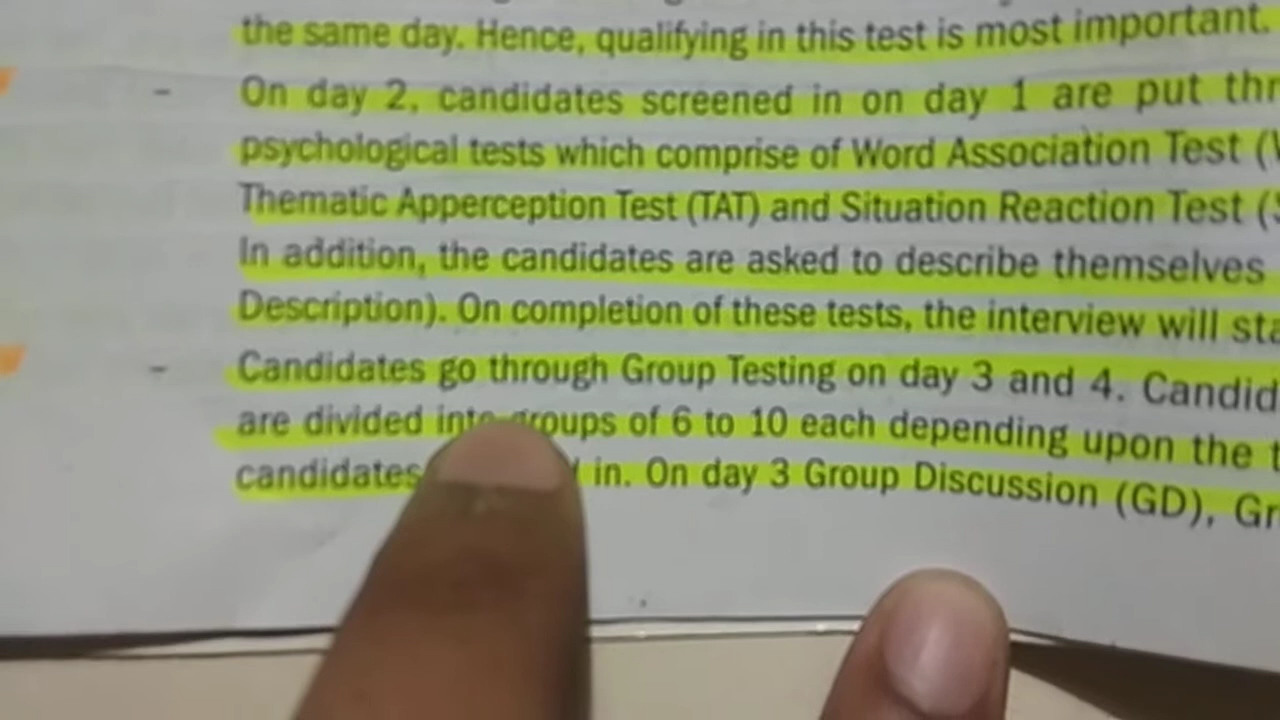 the same day. Hence, qualifying in this test is most important.
- On day 2, candidates screened in on day 1 are put thr
psychological tests which comprise of Word Association Test (
Thematic Apperception Test (TAT) and Situation Reaction Test (
In addition, the candidates are asked to describe themselves
Description). On completion of these tests, the interview will sta
- Candidates go through Group Testing on day 3 and 4. Candid
are divided into groups of 6 to 10 each depending upon the t
candidates in. On day 3 Group Discussion (GD), Gr